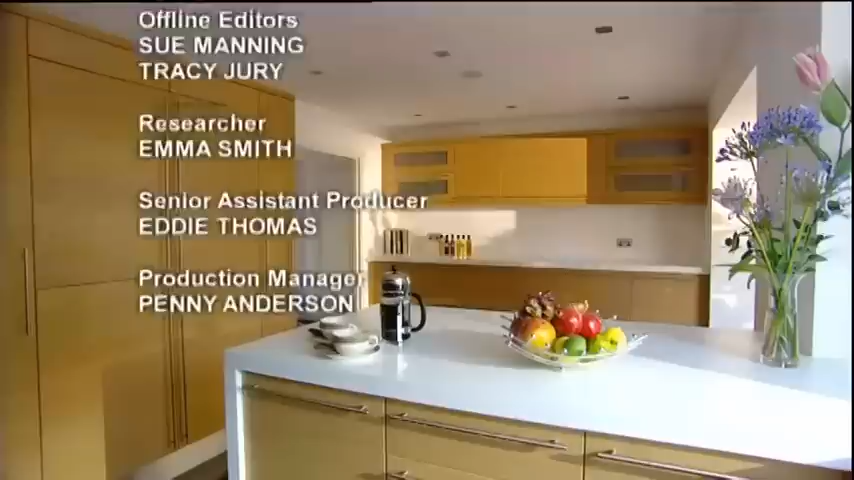 Offline Editors
SUE MANNING
TRACY JURY
Researcher
EMMA SMITH
Senior Assistant Producer
EDDIE THOMAS
Production Manager
PENNY ANDERSON